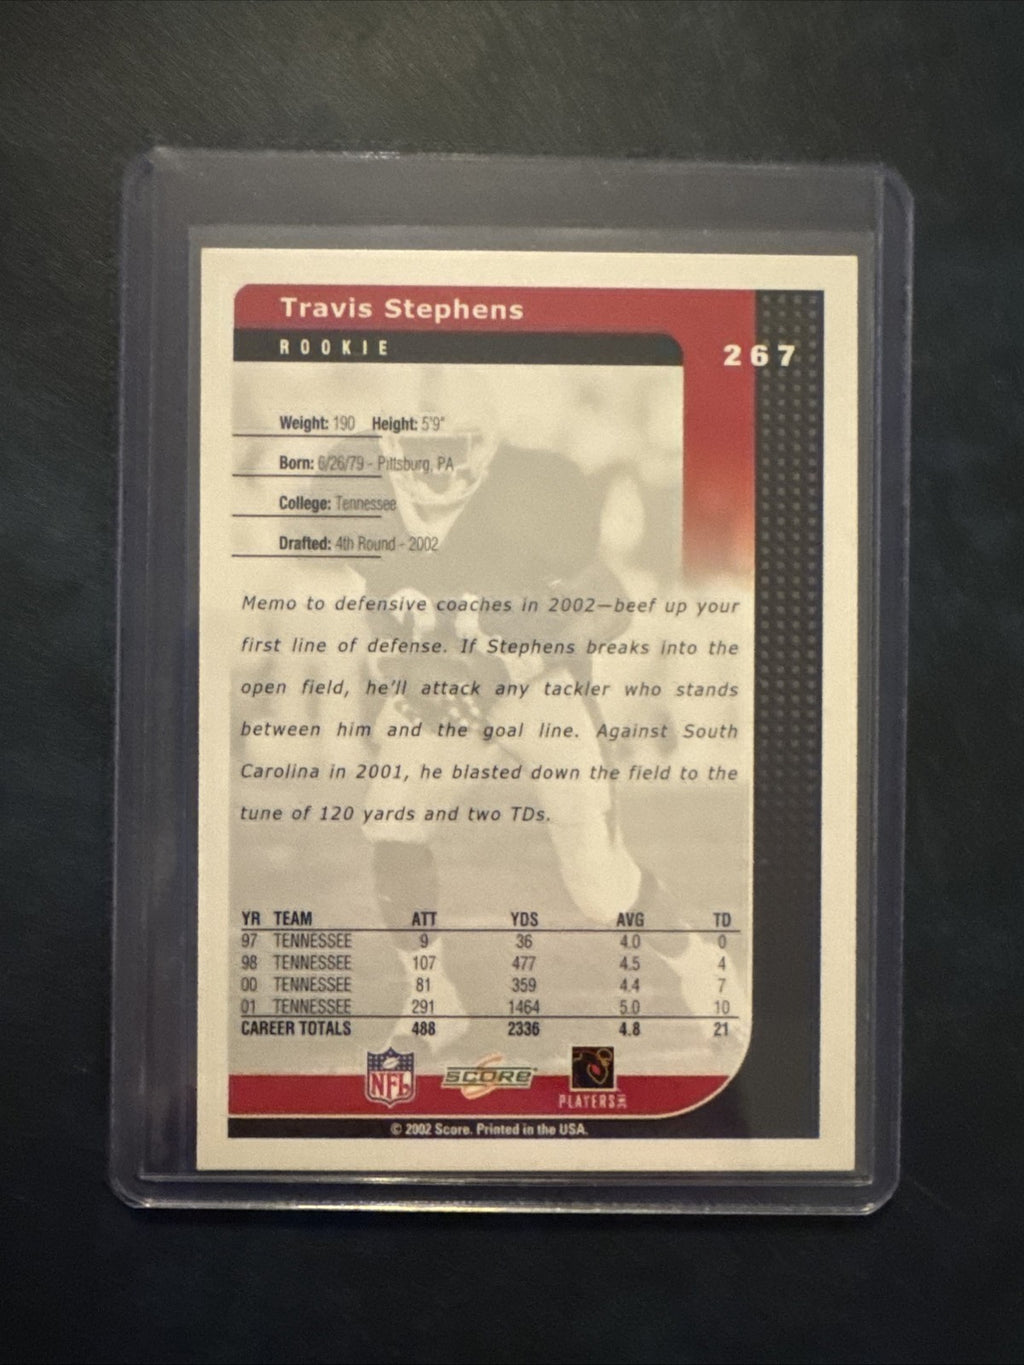 Travis Stephens
ROOKIE
267
Weight: 190 Height: 5'9"
Born: 6/26/79 - Pittsburg, PA
College: Tennessee
Drafted: 4th Round - 2002
Memo to defensive coaches in 2002—beef up your
first line of defense. If Stephens breaks into the
open field, he'll attack any tackler who stands
between him and the goal line. Against South
Carolina in 2001, he blasted down the field to the
tune of 120 yards and two TDs.
YR TEAM ATT YDS AVG TD
97 TENNESSEE 9 36 4.0 0
98 TENNESSEE 107 477 4.5 4
00 TENNESSEE 81 359 4.4 7
01 TENNESSEE 291 1464 5.0 10
CAREER TOTALS 488 2336 4.8 21
NFL SCORE PLAYERS INC
© 2002 Score. Printed in the USA.